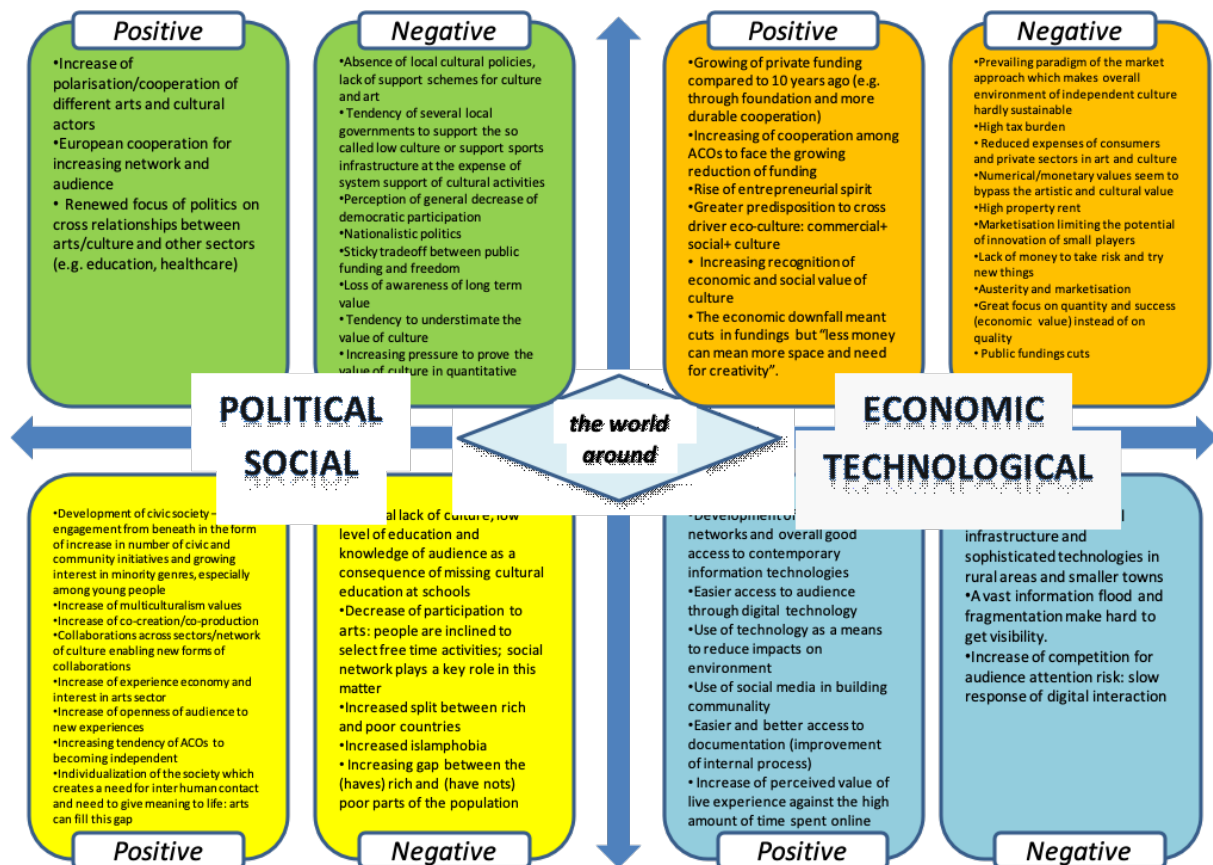 Positive
•Increase of
polarisation/cooperation of
different arts and cultural
actors
•European cooperation for
increasing network and
audience
• Renewed focus of politics on
cross relationships between
arts/culture and other sectors
(e.g. education, healthcare)
Negative
•Absence of local cultural policies,
lack of support schemes for culture
and art
• Tendency of several local
governments to support the so
called low culture or support sports
infrastructure at the expense of
system support of cultural activities
•Perception of general decrease of
democratic participation
•Nationalistic politics
•Sticky tradeoff between public
funding and freedom
•Loss of awareness of long term
value
•Tendency to understimate the
value of culture
•Increasing pressure to prove the
value of culture in quantitative
Positive
•Growing of private funding
compared to 10 years ago (e.g.
through foundation and more
durable cooperation)
•Increasing of cooperation among
ACOs to face the growing
reduction of funding
•Rise of entrepreneurial spirit
•Greater predisposition to cross
driver eco-culture: commercial+
social+ culture
• Increasing recognition of
economic and social value of
culture
• The economic downfall meant
cuts in fundings but “less money
can mean more space and need
for creativity”.
Negative
•Prevailing paradigm of the market
approach which makes overall
environment of independent culture
hardly sustainable
•High tax burden
• Reduced expenses of consumers
and private sectors in art and culture
•Numerical/monetary values seem to
bypass the artistic and cultural value
•High property rent
•Marketisation limiting the potential
of innovation of small players
•Lack of money to take risk and try
new things
•Austerity and marketisation
•Great focus on quantity and success
(economic value) instead of on
quality
• Public fundings cuts
POLITICAL
SOCIAL
the world
around
ECONOMIC
TECHNOLOGICAL
•Development of civic society –
engagement from beneath in the form
of increase in number of civic and
community initiatives and growing
interest in minority genres, especially
among young people
•Increase of multiculturalism values
•Increase of co-creation/co-production
•Collaborations across sectors/network
of culture enabling new forms of
collaborations
•Increase of experience economy and
interest in arts sector
•Increase of openness of audience to
new experiences
•Increasing tendency of ACOs to
becoming independent
•Individualization of the society which
creates a need for inter human contact
and need to give meaning to life: arts
can fill this gap
Positive
lack of culture, low
level of education and
knowledge of audience as a
consequence of missing cultural
education at schools
•Decrease of participation to
arts: people are inclined to
select free time activities; social
network plays a key role in this
matter
•Increased split between rich
and poor countries
•Increased islamphobia
• Increasing gap between the
(haves) rich and (have nots)
poor parts of the population
Negative
•Development
networks and overall good
access to contemporary
information technologies
•Easier access to audience
through digital technology
•Use of technology as a means
to reduce impacts on
environment
•Use of social media in building
communality
•Easier and better access to
documentation (improvement
of internal process)
• Increase of perceived value of
live experience against the high
amount of time spent online
Positive
infrastructure and
sophisticated technologies in
rural areas and smaller towns
•A vast information flood and
fragmentation make hard to
get visibility.
•Increase of competition for
audience attention risk: slow
response of digital interaction
Negative